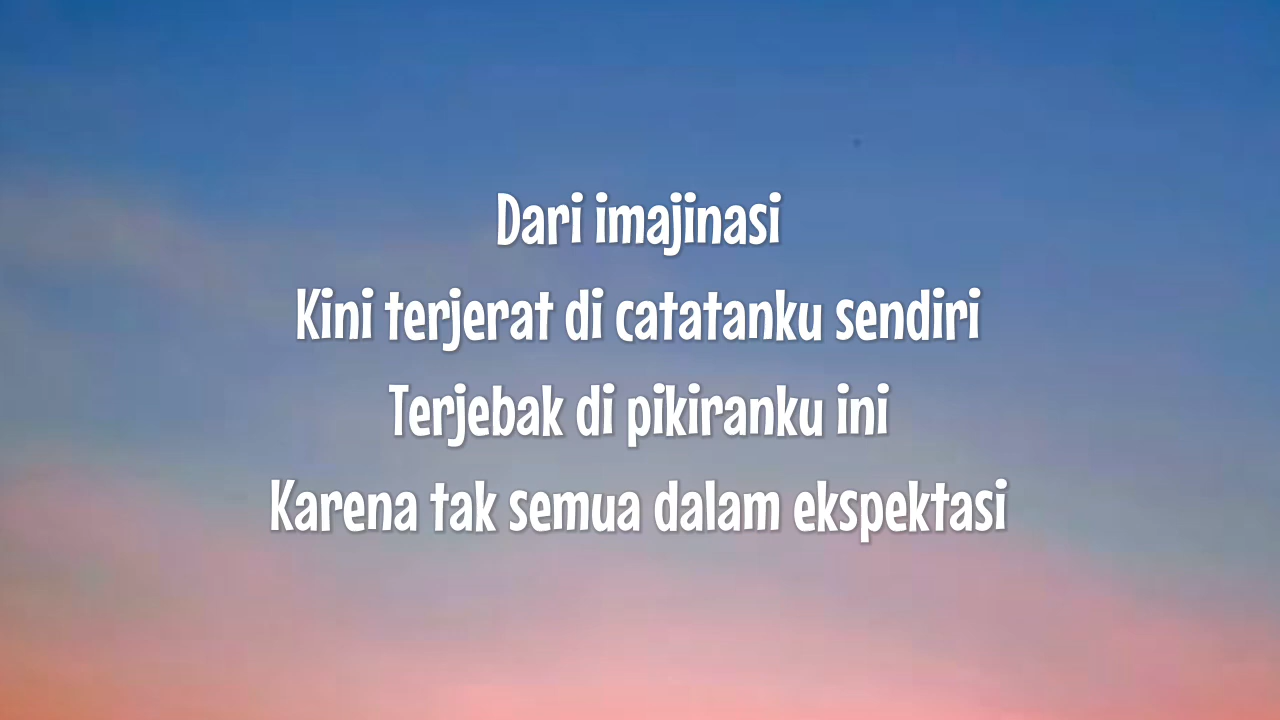 Dari imajinasi
Kini terjerat di catatanku sendiri
Terjebak di pikiranku ini
Karena tak semua dalam ekspektasi